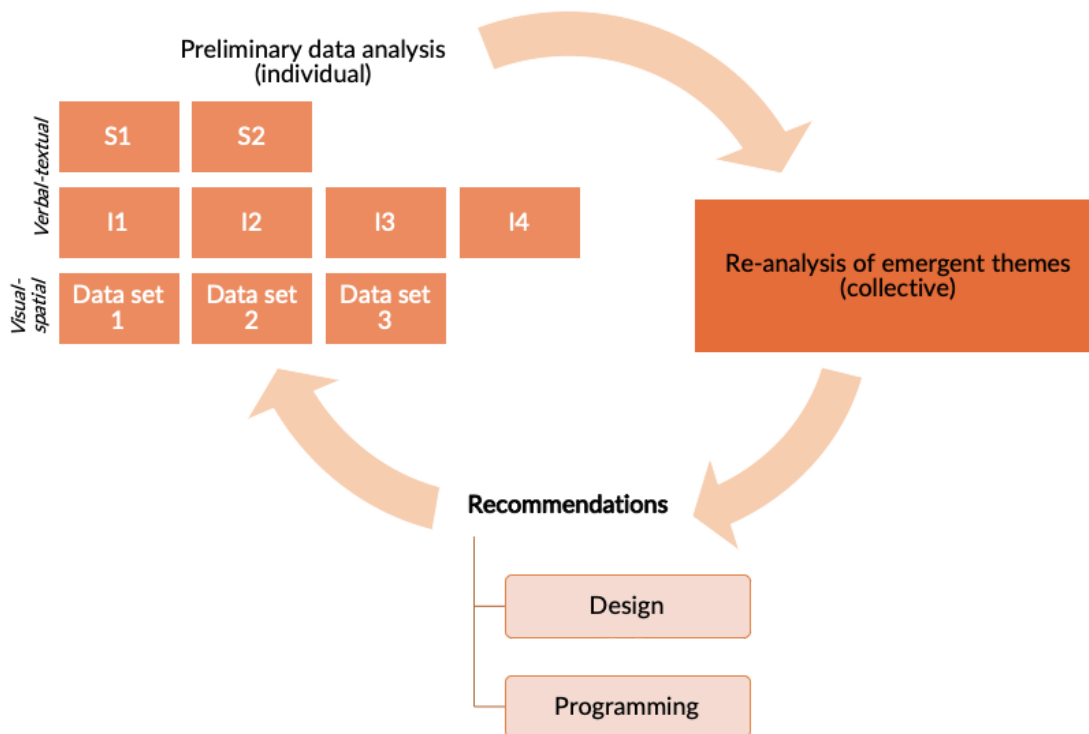 Preliminary data analysis
(individual)
Verbal-textual
S1
S2
I1
I2
I3
I4
Visual-
spatial
Data set
1
Data set
2
Data set
3
Re-analysis of emergent themes
(collective)
Recommendations
Design
Programming